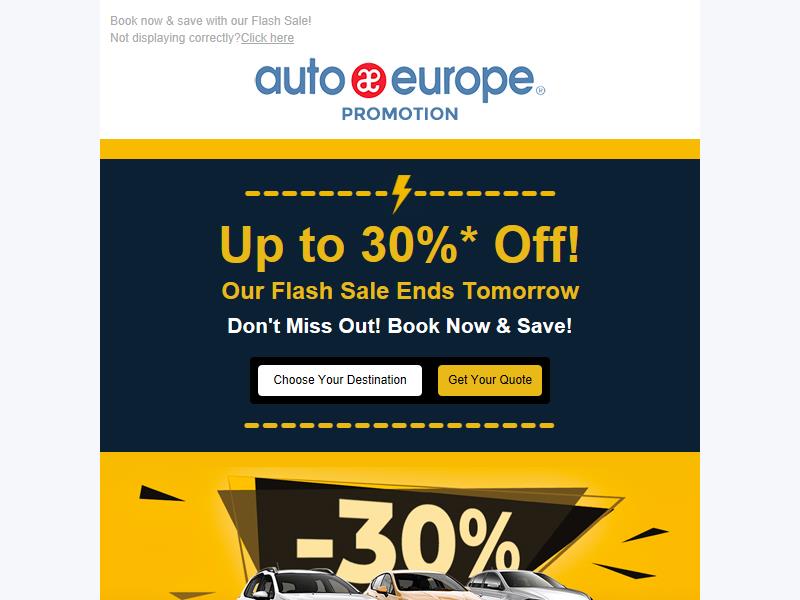 Book now & save with our Flash Sale!
Not displaying correctly?Click here
auto æ europe®
PROMOTION
Up to 30%* Off!
Our Flash Sale Ends Tomorrow
Don't Miss Out! Book Now & Save!
Choose Your Destination Get Your Quote
-30%